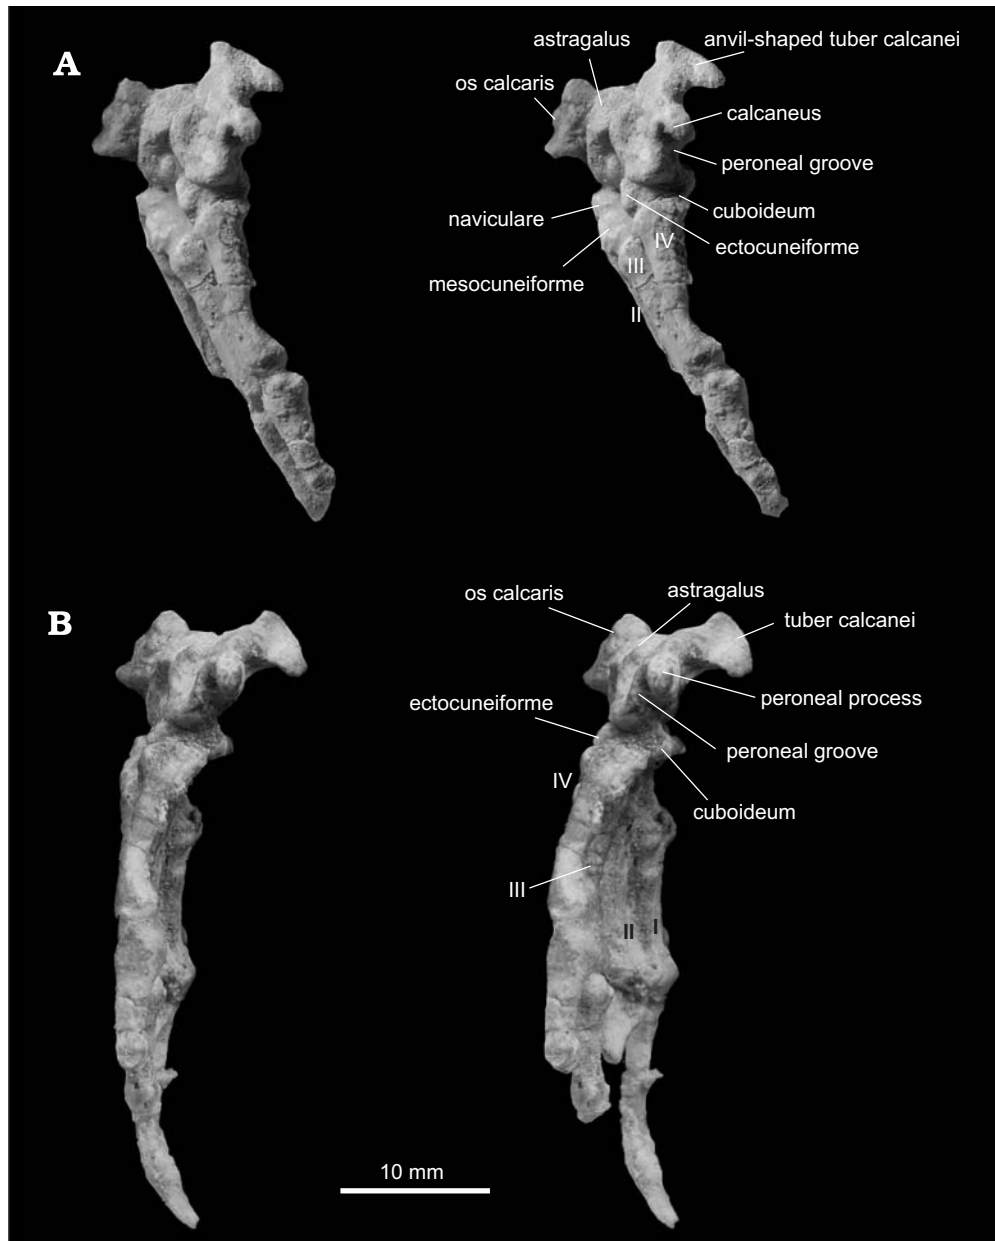 A
astragalus
anvil-shaped tuber calcanei
os calcaris
calcaneus
peroneal groove
naviculare
cuboideum
IV
ectocuneiforme
III
mesocuneiforme
II
B
os calcaris
astragalus
tuber calcanei
ectocuneiforme
peroneal process
peroneal groove
IV
cuboideum
III
II
I
10 mm